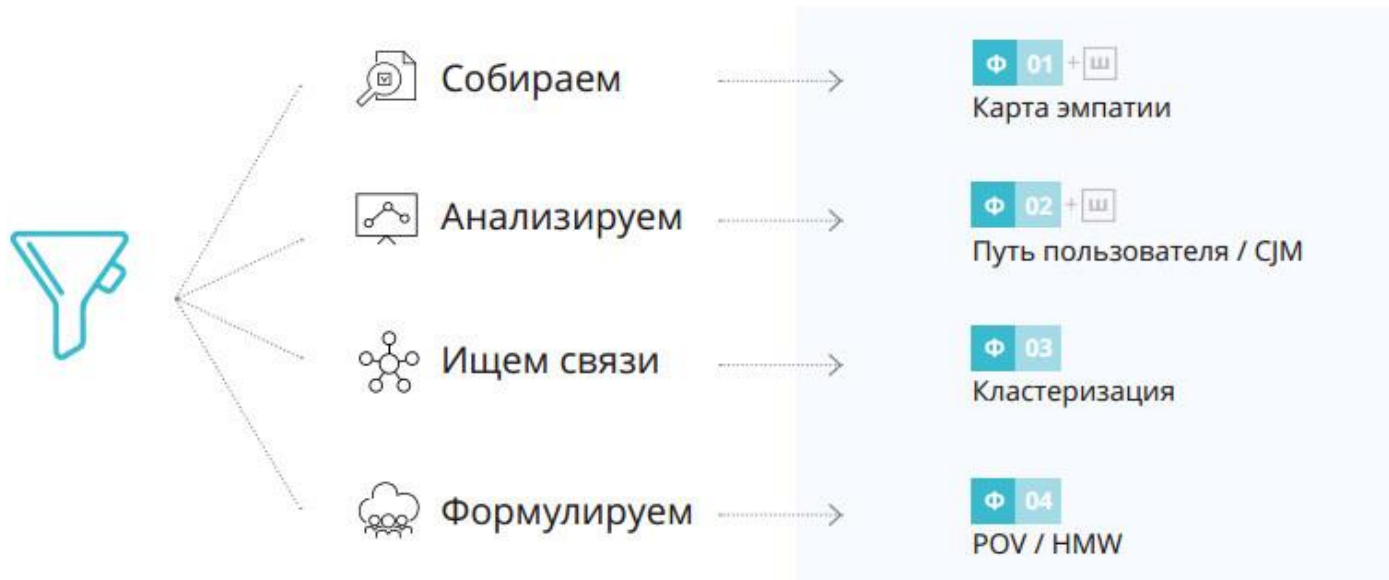 Собираем
Ф 01 + Ш
Карта эмпатии
Анализируем
Ф 02 + Ш
Путь пользователя / CJM
Ищем связи
Ф 03
Кластеризация
Формулируем
Ф 04
POV / HMW